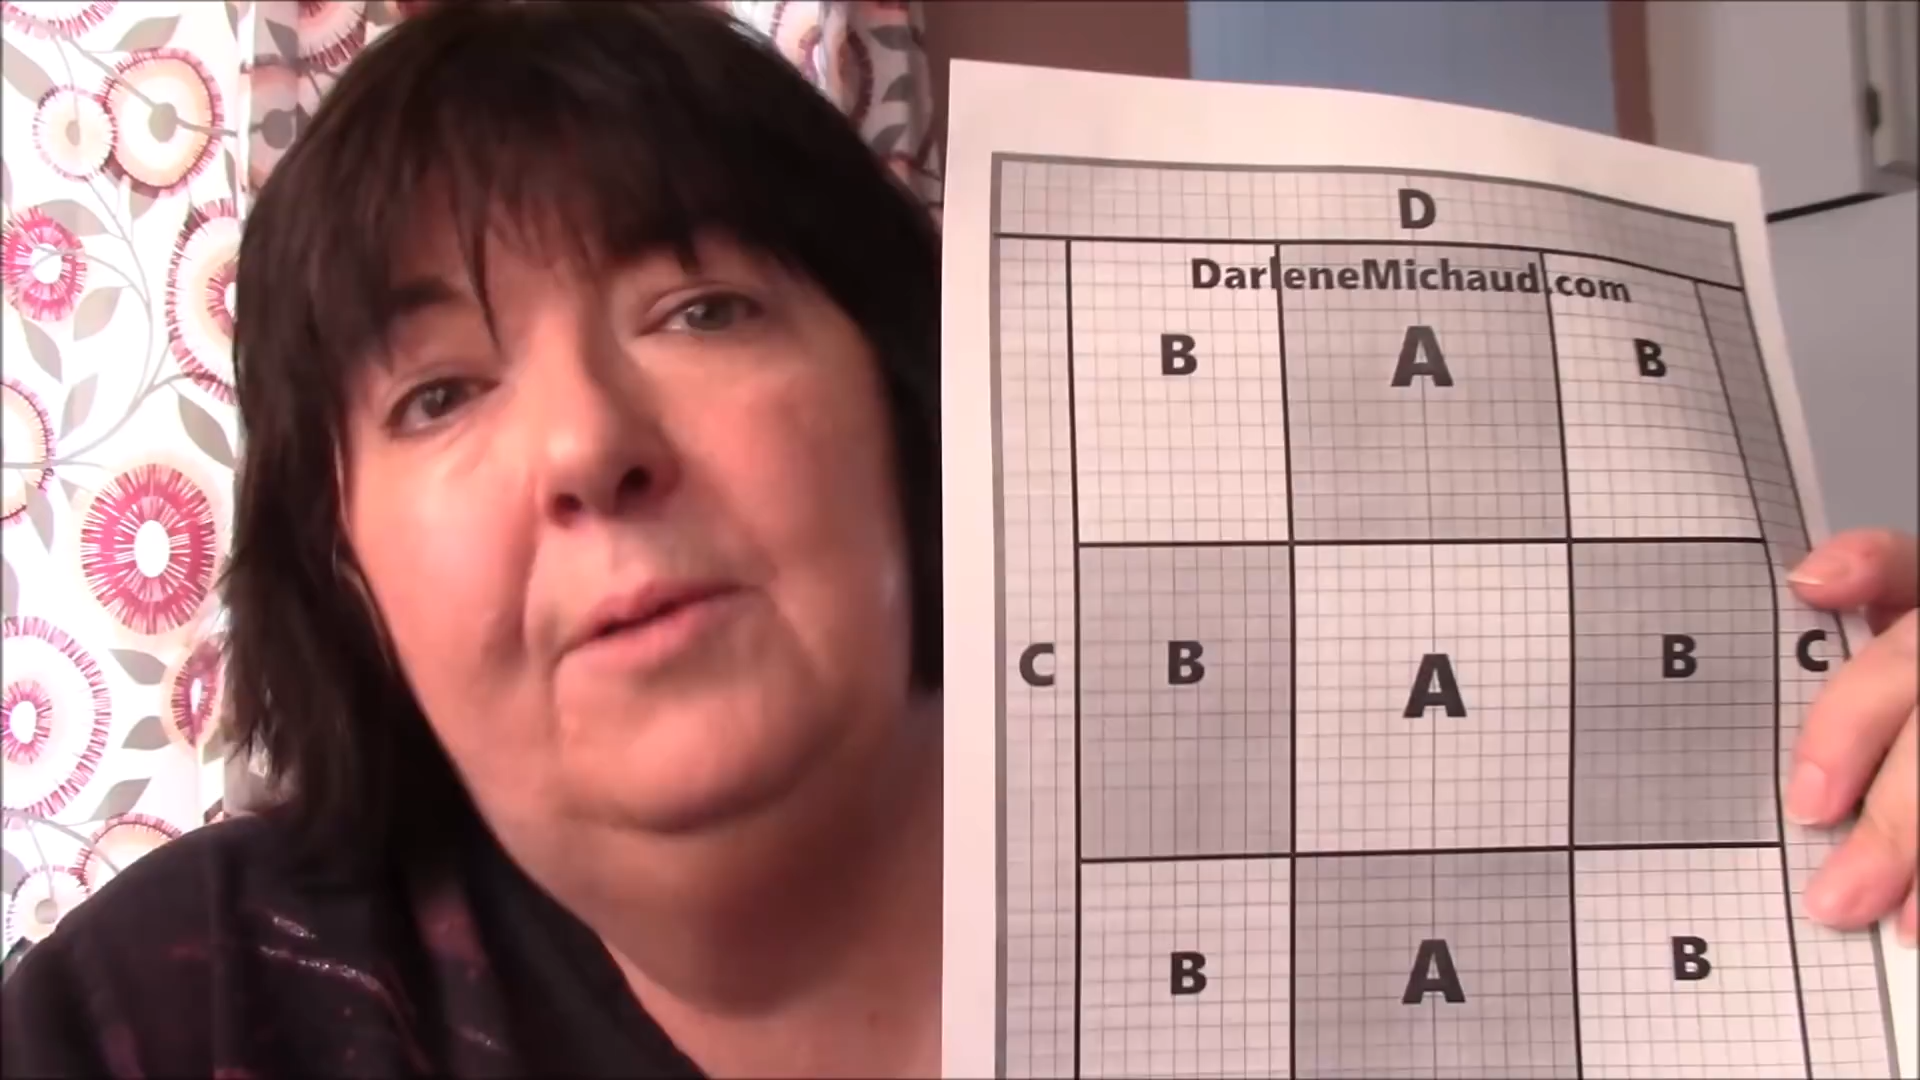 D
DarleneMichaud.com
B A B
C B A B C
B A B